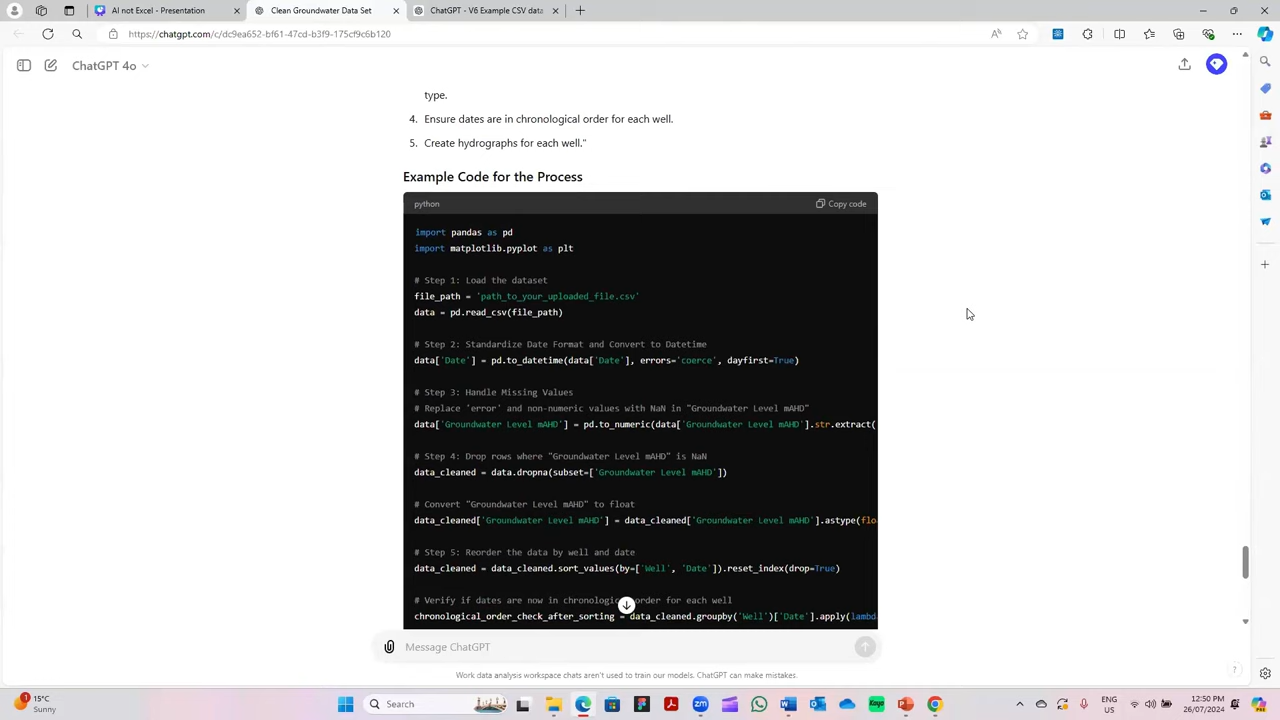 AI not Excel - Presentation
Clean Groundwater Data Set
ChatGPT - V6 Example CSV data
https://chatgpt.com/c/dc9ea652-bf61-47cd-b3f9-175cf9c6b120
ChatGPT 4o
type.
4. Ensure dates are in chronological order for each well.
5. Create hydrographs for each well."
Example Code for the Process
python
Copy code
import pandas as pd
import matplotlib.pyplot as plt
# Step 1: Load the dataset
file_path = 'path_to_your_uploaded_file.csv'
data = pd.read_csv(file_path)
# Step 2: Standardize Date Format and Convert to Datetime
data['Date'] = pd.to_datetime(data['Date'], errors='coerce', dayfirst=True)
# Step 3: Handle Missing Values
# Replace 'error' and non-numeric values with NaN in "Groundwater Level mAHD"
data['Groundwater Level mAHD'] = pd.to_numeric(data['Groundwater Level mAHD'].str.extract(
# Step 4: Drop rows where "Groundwater Level mAHD" is NaN
data_cleaned = data.dropna(subset=['Groundwater Level mAHD'])
# Convert "Groundwater Level mAHD" to float
data_cleaned['Groundwater Level mAHD'] = data_cleaned['Groundwater Level mAHD'].astype(flo
# Step 5: Reorder the data by well and date
data_cleaned = data_cleaned.sort_values(by=['Well', 'Date']).reset_index(drop=True)
# Verify if dates are now in chronologic order for each well
chronological_order_check_after_sorting = data_cleaned.groupby('Well')['Date'].apply(lambd
Message ChatGPT
Work data analysis workspace chats aren't used to train our models. ChatGPT can make mistakes.
?
15°C
Sunny
Search
ENG
US
12:50 PM
26/07/2024